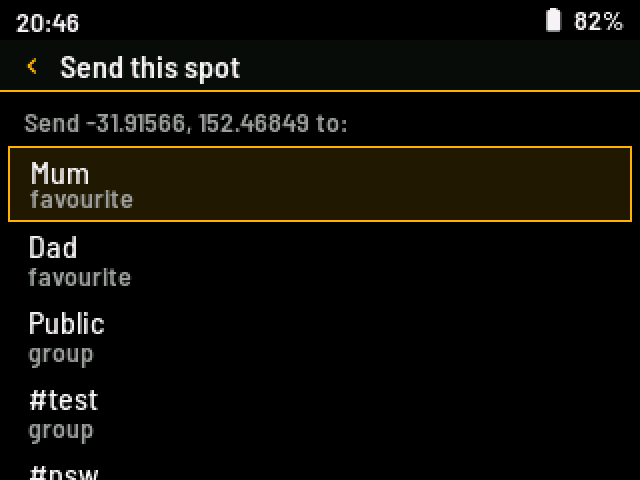 20:46
82%
Send this spot
Send -31.91566, 152.46849 to:
Mum
favourite
Dad
favourite
Public
group
#test
group
#nsw